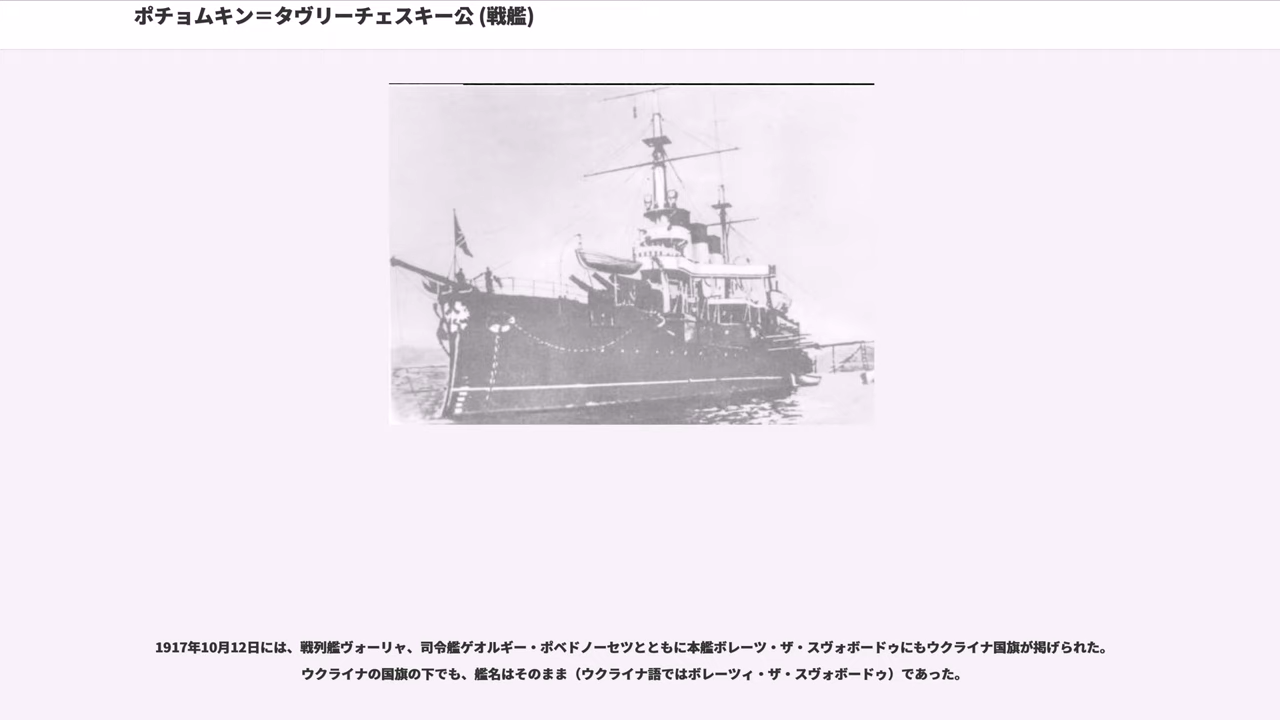 ポチョムキン＝タヴリーチェスキー公 (戦艦)
1917年10月12日には、戦列艦ヴォーリャ、司令艦ゲオルギー・ポベドノーセツとともに本艦ボレーツ・ザ・スヴォボードゥにもウクライナ国旗が掲げられた。
ウクライナの国旗の下でも、艦名はそのまま（ウクライナ語ではボレーツィ・ザ・スヴォボードゥ）であった。